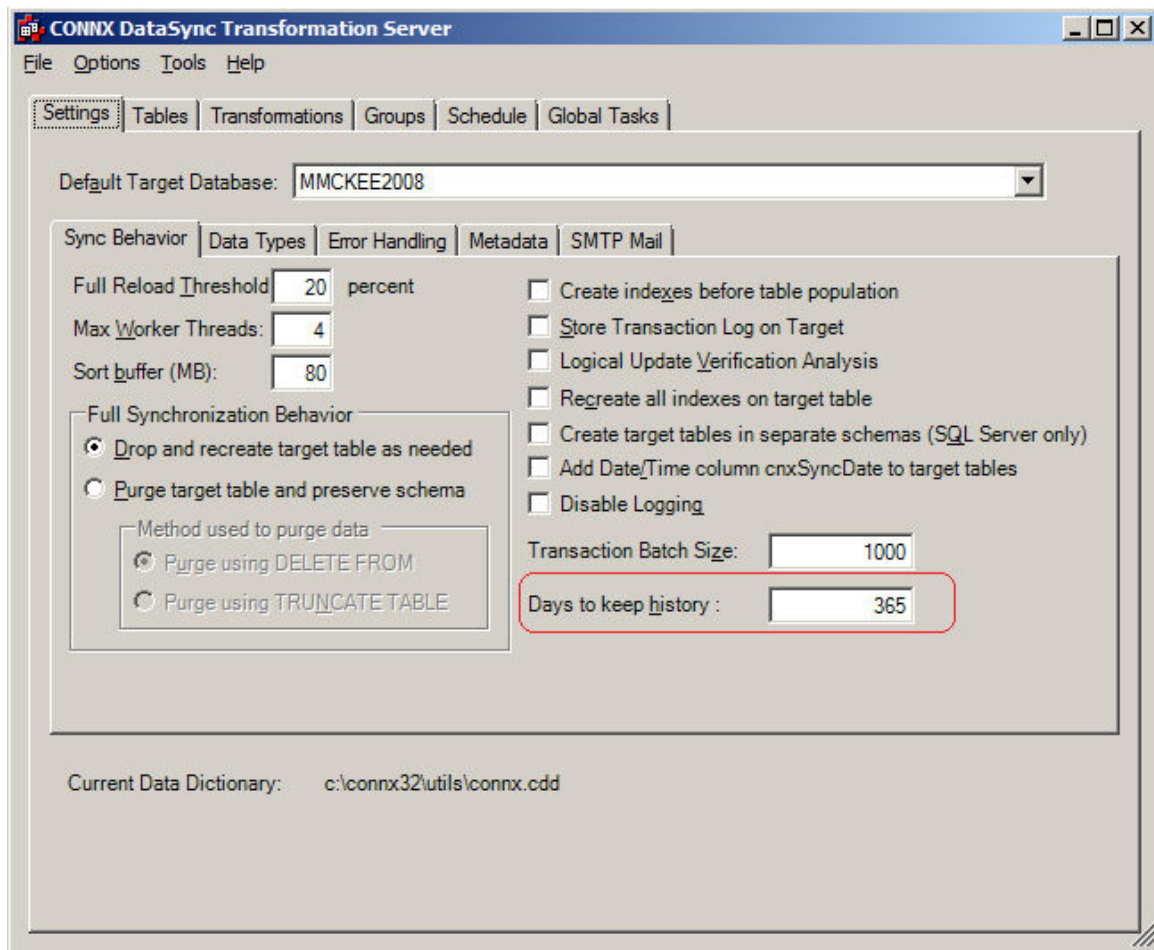 CONNX DataSync Transformation Server
File Options Tools Help
Settings Tables Transformations Groups Schedule Global Tasks
Default Target Database: MMCKEE2008
Sync Behavior Data Types Error Handling Metadata SMTP Mail
Full Reload Threshold 20 percent
Max Worker Threads: 4
Sort buffer (MB): 80
Full Synchronization Behavior
Drop and recreate target table as needed
Purge target table and preserve schema
Method used to purge data
Purge using DELETE FROM
Purge using TRUNCATE TABLE
Create indexes before table population
Store Transaction Log on Target
Logical Update Verification Analysis
Recreate all indexes on target table
Create target tables in separate schemas (SQL Server only)
Add Date/Time column cnxSyncDate to target tables
Disable Logging
Transaction Batch Size: 1000
Days to keep history : 365
Current Data Dictionary: c:\connx32\utils\connx.cdd